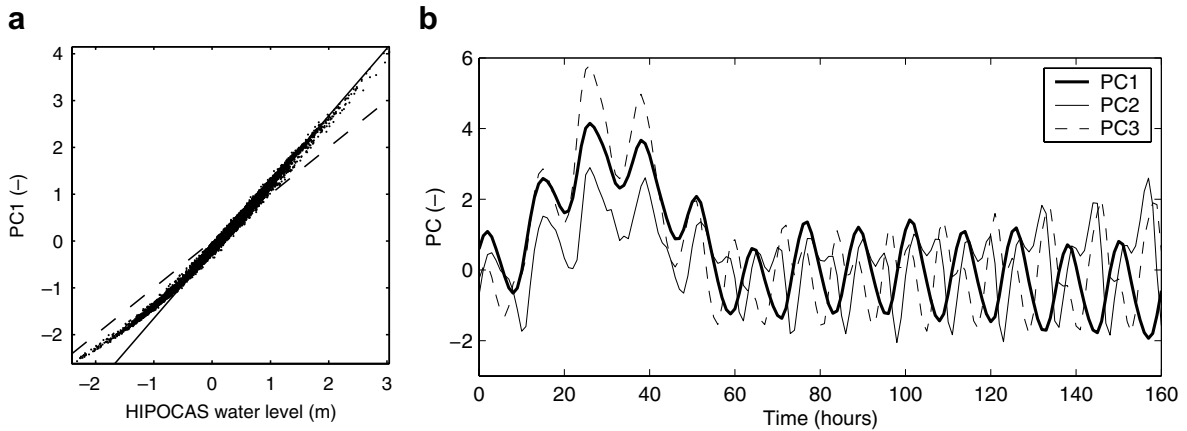 a
4
3
2
1
0
−1
−2
PC1 (−)
−2 −1 0 1 2 3
HIPOCAS water level (m)
b
6
4
2
0
−2
PC (−)
PC1
PC2
PC3
0 20 40 60 80 100 120 140 160
Time (hours)